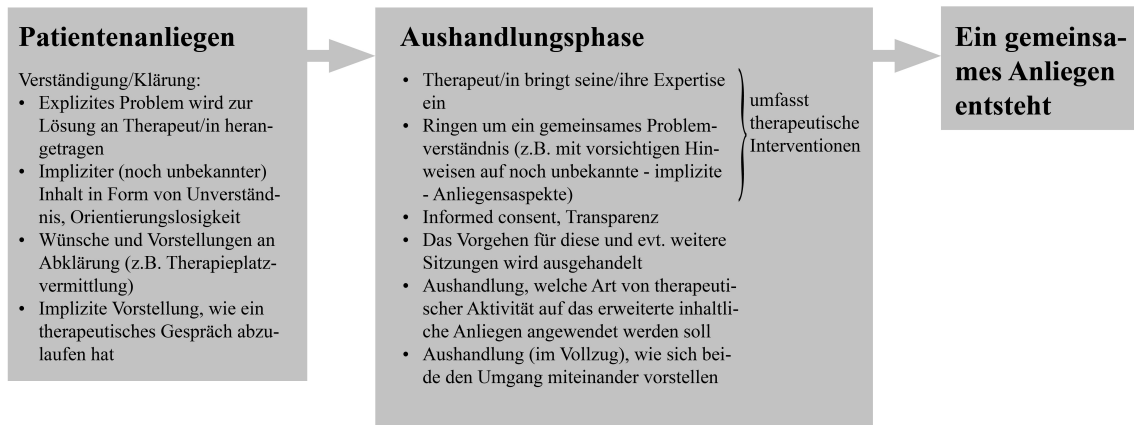 Patientenanliegen
Verständigung/Klärung:
• Explizites Problem wird zur
Lösung an Therapeut/in heran-
getragen
• Impliziter (noch unbekannter)
Inhalt in Form von Unverständ-
nis, Orientierungslosigkeit
• Wünsche und Vorstellungen an
Abklärung (z.B. Therapieplatz-
vermittlung)
• Implizite Vorstellung, wie ein
therapeutisches Gespräch abzu-
laufen hat
Aushandlungsphase
• Therapeut/in bringt seine/ihre Expertise
ein
• Ringen um ein gemeinsames Problem-
verständnis (z.B. mit vorsichtigen Hin-
weisen auf noch unbekannte - implizite
- Anliegensaspekte)
umfasst
therapeutische
Interventionen
• Informed consent, Transparenz
• Das Vorgehen für diese und evt. weitere
Sitzungen wird ausgehandelt
• Aushandlung, welche Art von therapeuti-
scher Aktivität auf das erweiterte inhaltli-
che Anliegen angewendet werden soll
• Aushandlung (im Vollzug), wie sich bei-
de den Umgang miteinander vorstellen
Ein gemeinsa-
mes Anliegen
entsteht